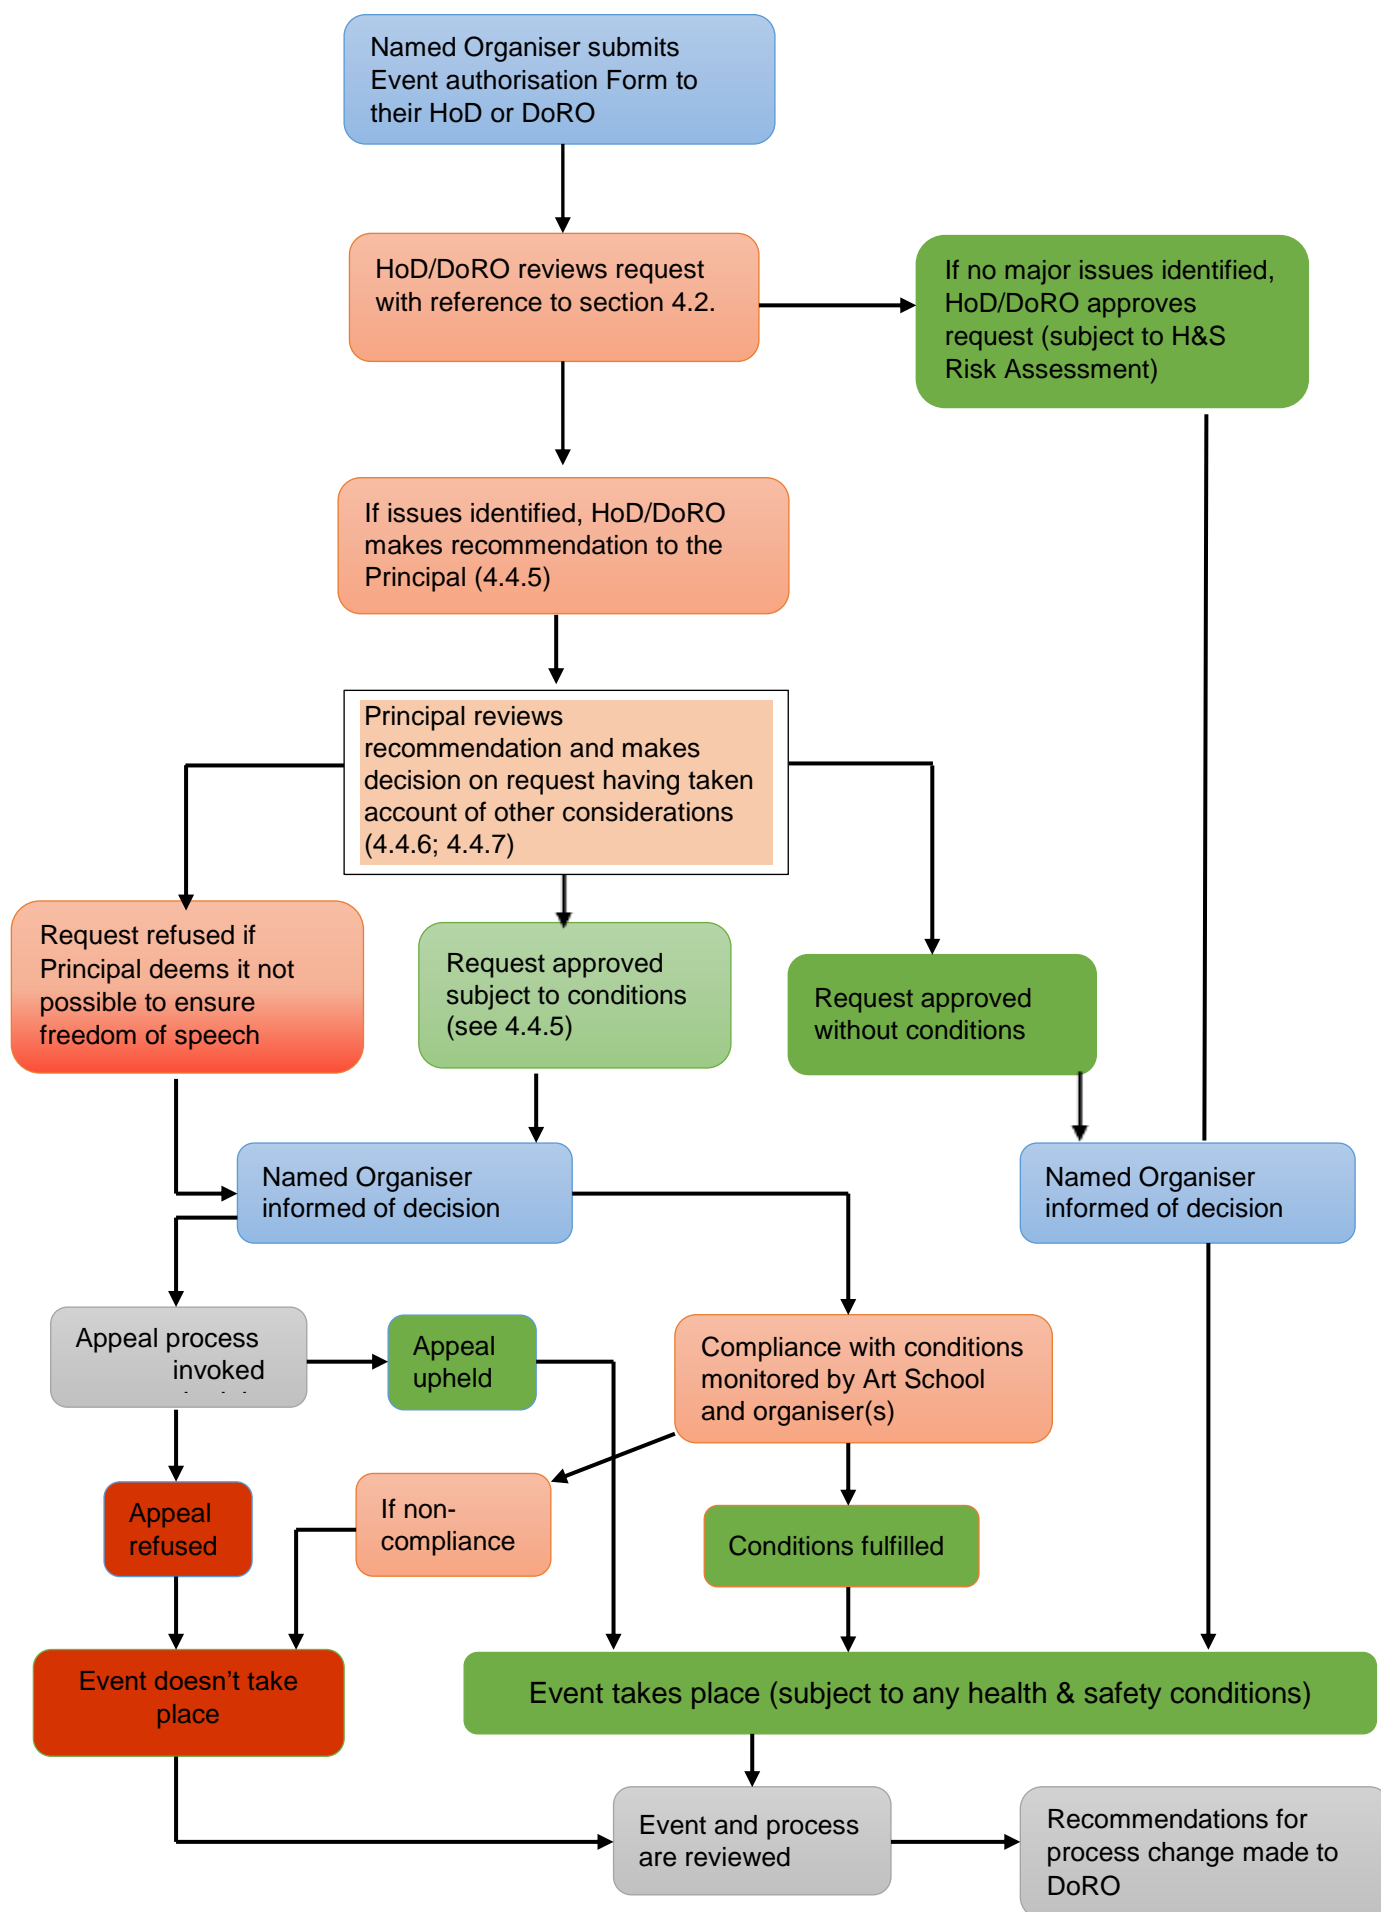 Named Organiser submits
Event authorisation Form to
their HoD or DoRO
HoD/DoRO reviews request
with reference to section 4.2.
If no major issues identified,
HoD/DoRO approves
request (subject to H&S
Risk Assessment)
If issues identified, HoD/DoRO
makes recommendation to the
Principal (4.4.5)
Principal reviews
recommendation and makes
decision on request having taken
account of other considerations
(4.4.6; 4.4.7)
Request refused if
Principal deems it not
possible to ensure
freedom of speech
Request approved
subject to conditions
(see 4.4.5)
Request approved
without conditions
Named Organiser
informed of decision
Named Organiser
informed of decision
Appeal process
invoked
Appeal
upheld
Compliance with conditions
monitored by Art School
and organiser(s)
Appeal
refused
If non-
compliance
Conditions fulfilled
Event doesn’t take
place
Event takes place (subject to any health & safety conditions)
Event and process
are reviewed
Recommendations for
process change made to
DoRO